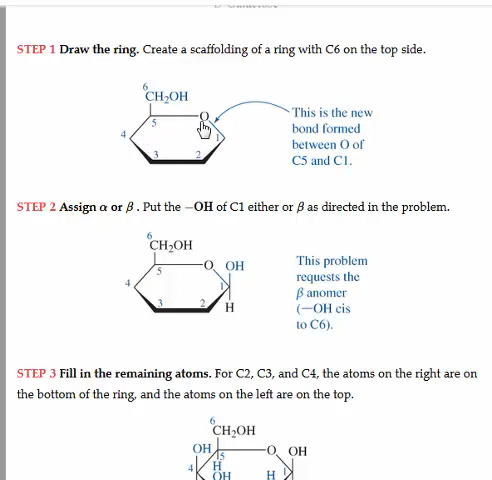 STEP 1 Draw the ring. Create a scaffolding of a ring with C6 on the top side.
6
CH₂OH
O
5
4
1
3
2
This is the new
bond formed
between O of
C5 and C1.
STEP 2 Assign α or β . Put the —OH of C1 either or β as directed in the problem.
6
CH₂OH
O
OH
5
4
1
3
2
H
This problem
requests the
β anomer
(—OH cis
to C6).
STEP 3 Fill in the remaining atoms. For C2, C3, and C4, the atoms on the right are on
the bottom of the ring, and the atoms on the left are on the top.
6
CH₂OH
OH
O
OH
5
4
H
H
1
OH